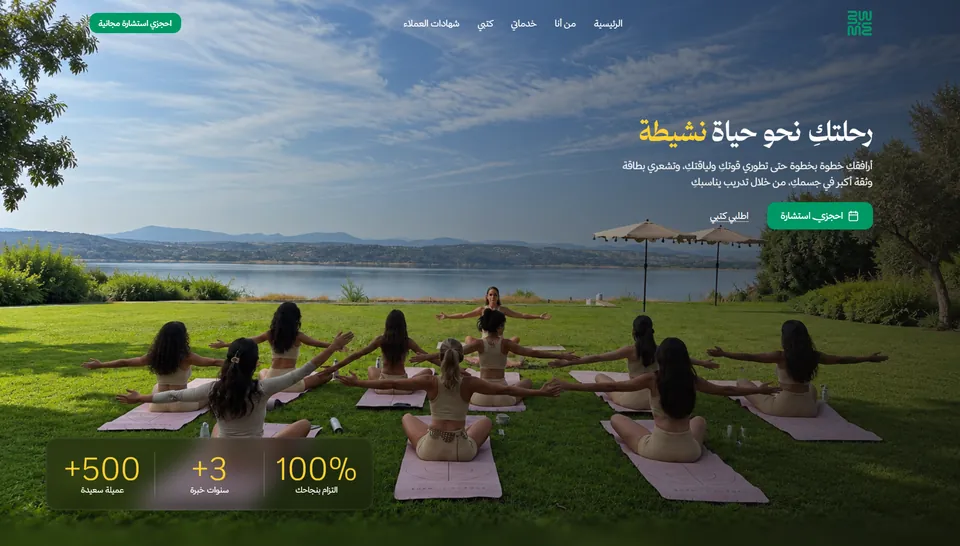 الرئيسية
من أنا
خدماتي
كتبي
شهادات العملاء
احجزي استشارة مجانية
رحلتكِ نحو حياة نشيطة
أرافقكِ خطوة بخطوة حتى تطوري قوتكِ ولياقتكِ، وتشعري بطاقة
وثقة أكبر في جسمكِ، من خلال تدريب يناسبكِ
احجزي استشارة
اطلبي كتبي
100%
التزام بنجاحك
+3
سنوات خبرة
+500
عميلة سعيدة